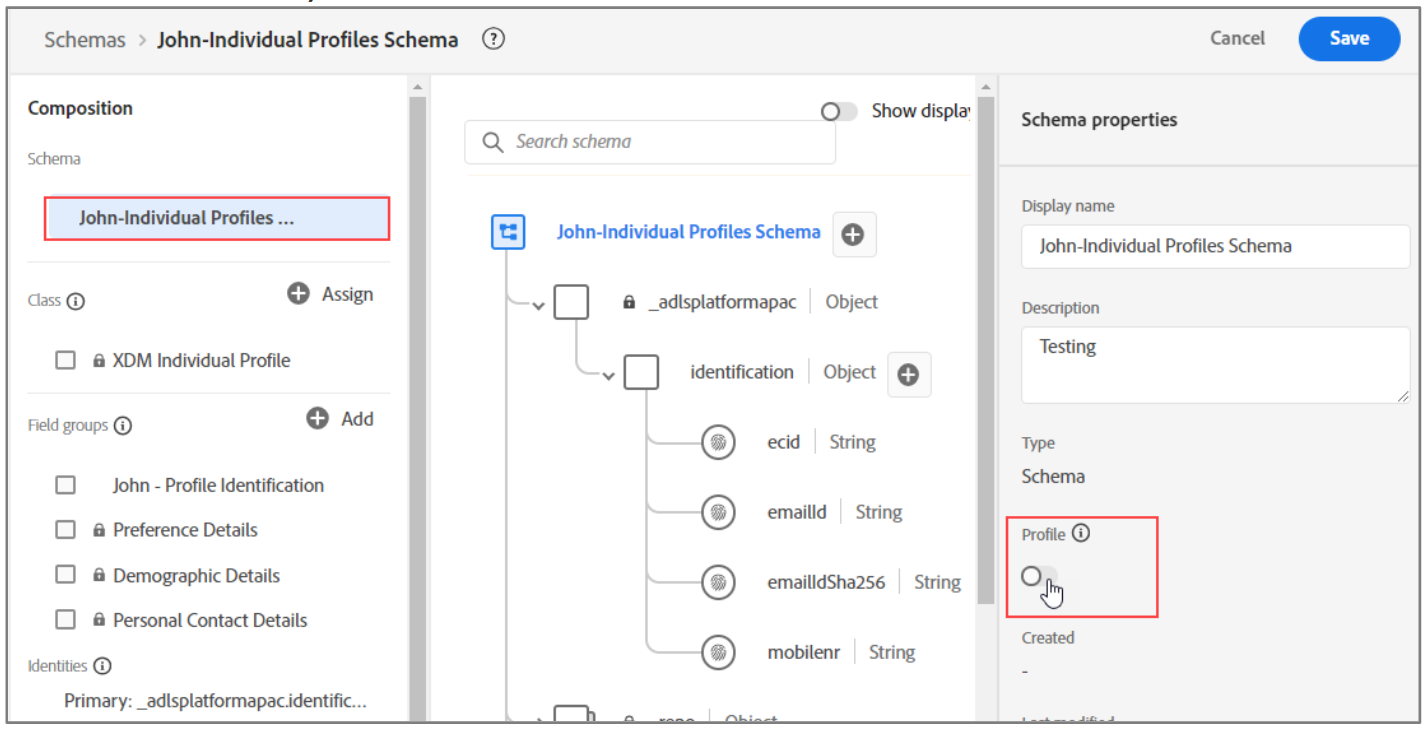 Schemas > John-Individual Profiles Schema ?
Cancel
Save
Composition
Schema
John-Individual Profiles ...
Class
Assign
XDM Individual Profile
Field groups
Add
John - Profile Identification
Preference Details
Demographic Details
Personal Contact Details
Identities
Primary: _adlsplatformapac.identific...
Show display
Search schema
John-Individual Profiles Schema
_adlsplatformapac | Object
identification | Object
ecid | String
emailId | String
emailIdSha256 | String
mobilenr | String
_repo | Object
Schema properties
Display name
John-Individual Profiles Schema
Description
Testing
Type
Schema
Profile
Created
-
Last modified